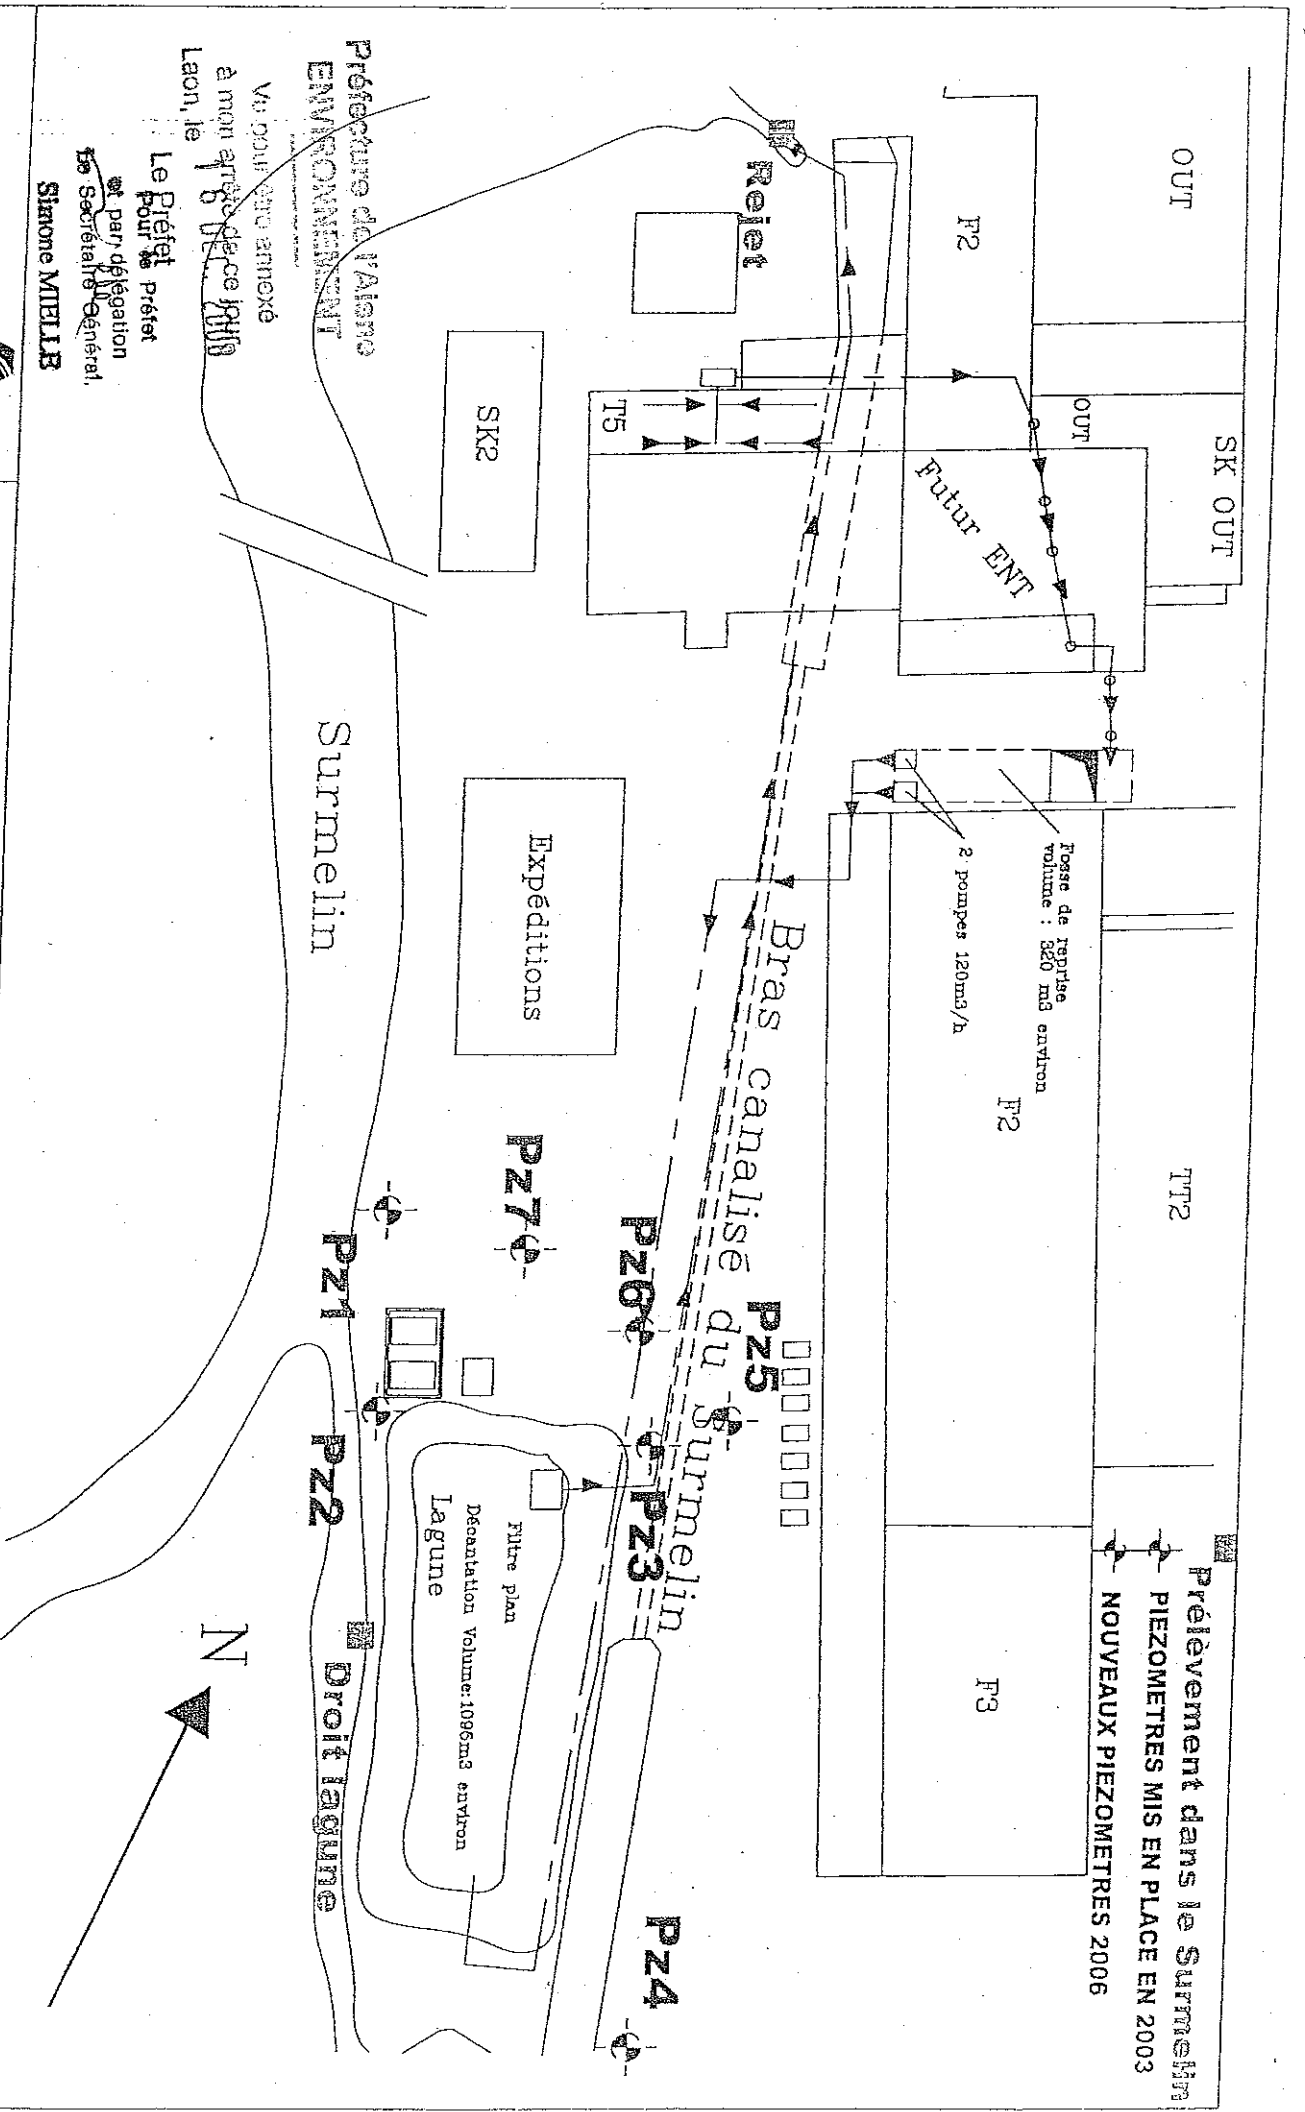 Prélèvement dans le Surmelin
PIEZOMETRES MIS EN PLACE EN 2003
NOUVEAUX PIEZOMETRES 2006
OUT
SK OUT
TT2
F2
OUT
Futur ENT
Fosse de reprise
volume : 320 m3 environ
2 pompes 120m3/h
F2
F3
Rejet
T5
Bras canalisé du Surmelin
Pz5
Pz4
Pz3
Pz6
Pz7
SK2
Expéditions
Filtre plan
Décantation Volume:1096m3 environ
Lagune
Pz1
Pz2
Surmelin
Droit lagune
N
Préfecture de l'Aisne
ENVIRONNEMENT
Vu pour être annexé
à mon arrêté de ce jour
Laon, le
Le Préfet
Pour le Préfet
et par délégation
Le Secrétaire Général.
Simone MIELLE